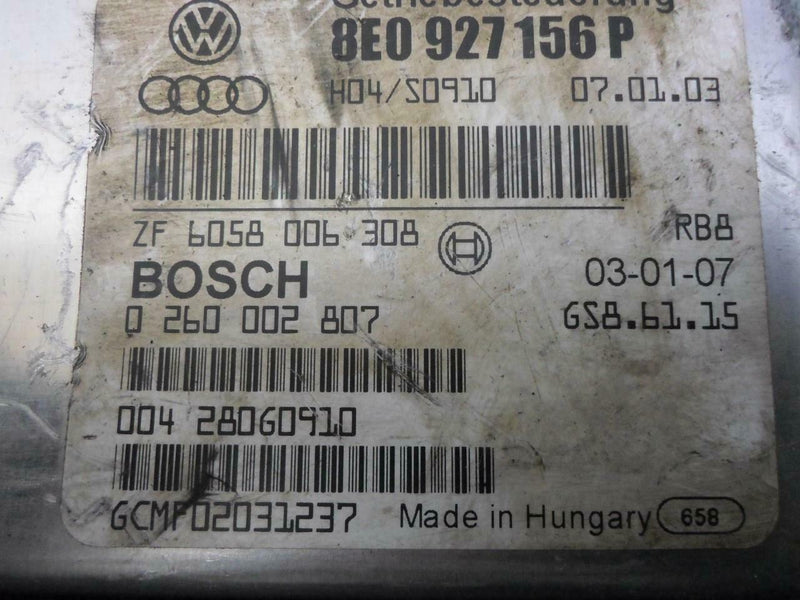 Getriebesteuerung
8E0 927 156 P
H04/S0910 07.01.03
ZF 6058 006 308 RB8
BOSCH 03-01-07
0 260 002 807 GS8.61.15
004 28060910
GCMF02031237 Made in Hungary 658